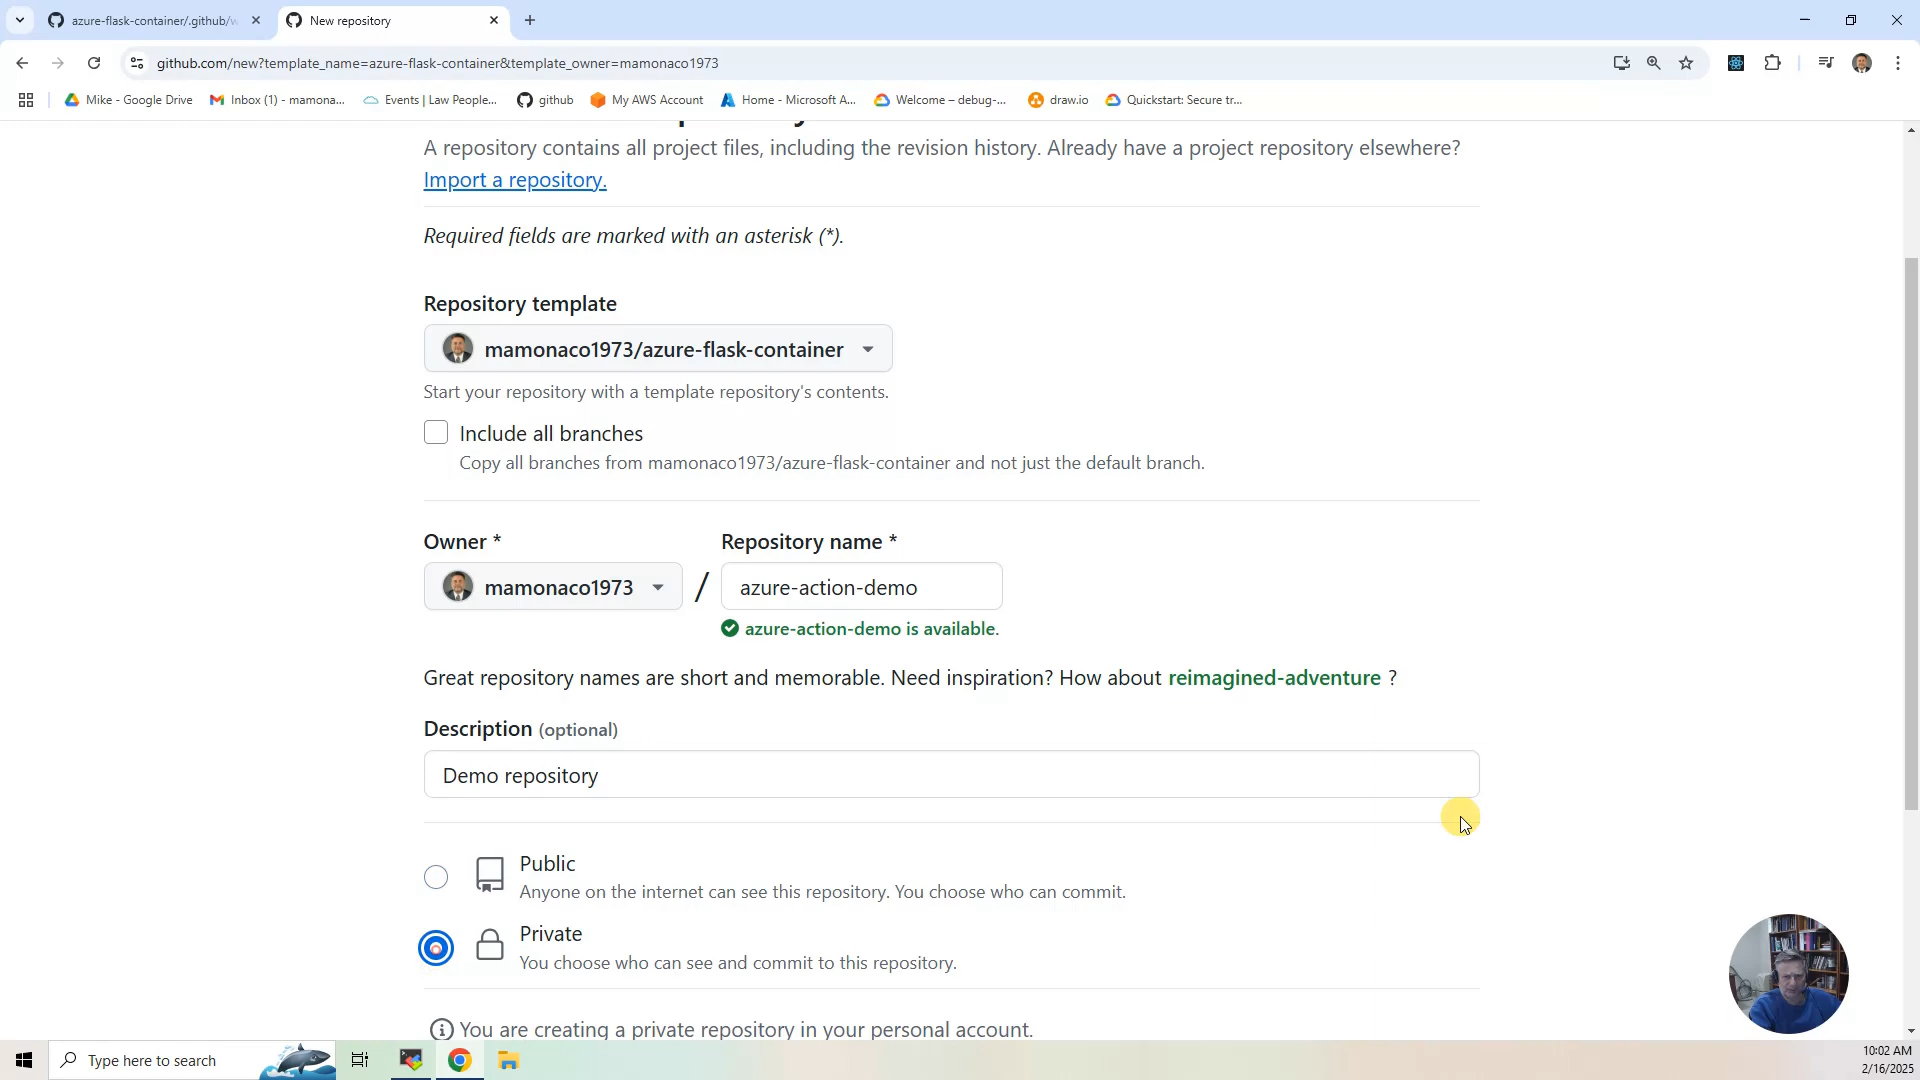 azure-flask-container/.github/w
New repository
github.com/new?template_name=azure-flask-container&template_owner=mamonaco1973
Mike - Google Drive
Inbox (1) - mamona...
Events | Law People...
github
My AWS Account
Home - Microsoft A...
Welcome – debug-...
draw.io
Quickstart: Secure tr...
A repository contains all project files, including the revision history. Already have a project repository elsewhere?
Import a repository.
Required fields are marked with an asterisk (*).
Repository template
mamonaco1973/azure-flask-container
Start your repository with a template repository's contents.
Include all branches
Copy all branches from mamonaco1973/azure-flask-container and not just the default branch.
Owner *
Repository name *
mamonaco1973
/
azure-action-demo
azure-action-demo is available.
Great repository names are short and memorable. Need inspiration? How about reimagined-adventure ?
Description (optional)
Demo repository
Public
Anyone on the internet can see this repository. You choose who can commit.
Private
You choose who can see and commit to this repository.
You are creating a private repository in your personal account.
Type here to search
10:02 AM
2/16/2025